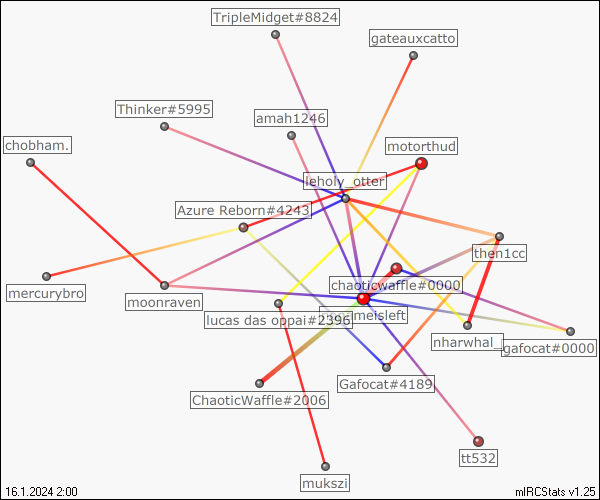 TripleMidget#8824
gateauxcatto
Thinker#5995
amah1246
chobham.
motorthud
leholy_otter
Azure Reborn#4243
then1cc
chaoticwaffle#0000
mercurybro
moonraven
lucas das oppai#2396
meisleft
nharwhal_
gafocat#0000
Gafocat#4189
ChaoticWaffle#2006
tt532
mukszi
16.1.2024 2:00
mIRCStats v1.25